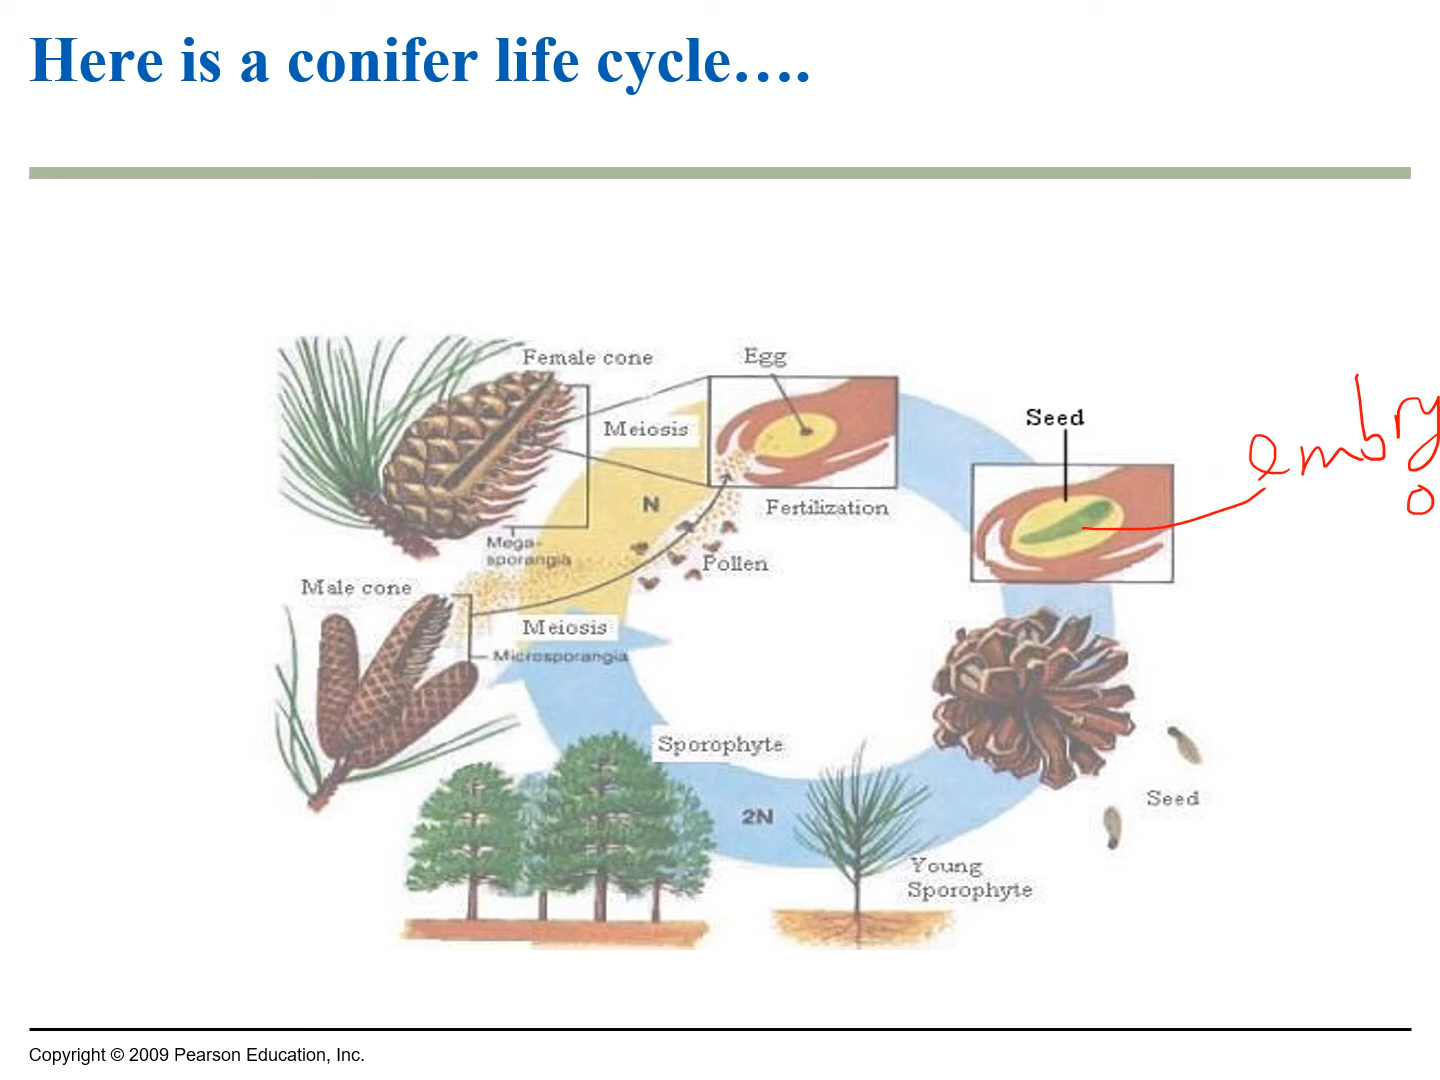 Here is a conifer life cycle….
Female cone
Egg
Seed
embry
o
Meiosis
N
Fertilization
Mega-
sporangia
Pollen
Male cone
Meiosis
Microsporangia
Sporophyte
Seed
2N
Young
Sporophyte
Copyright © 2009 Pearson Education, Inc.